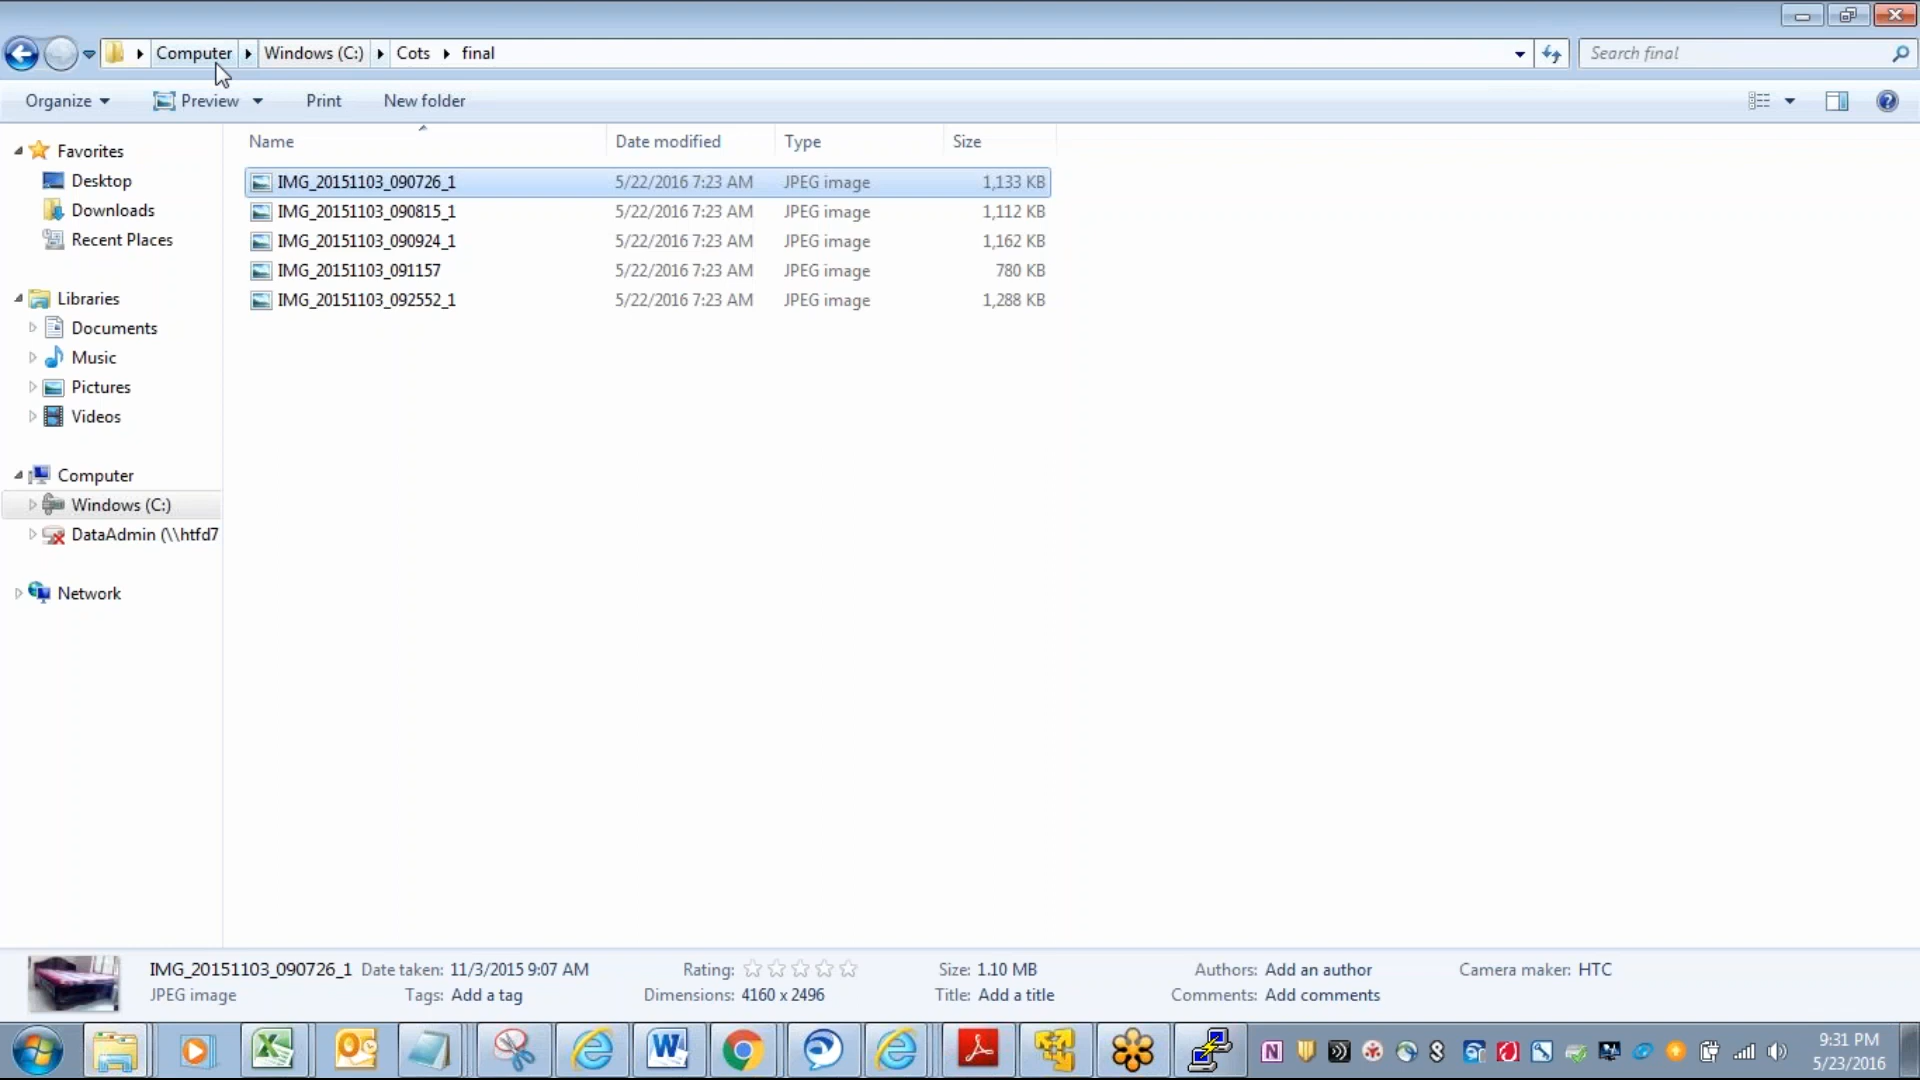 Computer Windows (C:) Cots final
Search final
Organize Preview Print New folder
Name Date modified Type Size
IMG_20151103_090726_1 5/22/2016 7:23 AM JPEG image 1,133 KB
IMG_20151103_090815_1 5/22/2016 7:23 AM JPEG image 1,112 KB
IMG_20151103_090924_1 5/22/2016 7:23 AM JPEG image 1,162 KB
IMG_20151103_091157 5/22/2016 7:23 AM JPEG image 780 KB
IMG_20151103_092552_1 5/22/2016 7:23 AM JPEG image 1,288 KB
Favorites
Desktop
Downloads
Recent Places
Libraries
Documents
Music
Pictures
Videos
Computer
Windows (C:)
DataAdmin (\\htfd7
Network
IMG_20151103_090726_1 Date taken: 11/3/2015 9:07 AM Rating: Size: 1.10 MB Authors: Add an author Camera maker: HTC
JPEG image Tags: Add a tag Dimensions: 4160 x 2496 Title: Add a title Comments: Add comments
9:31 PM
5/23/2016